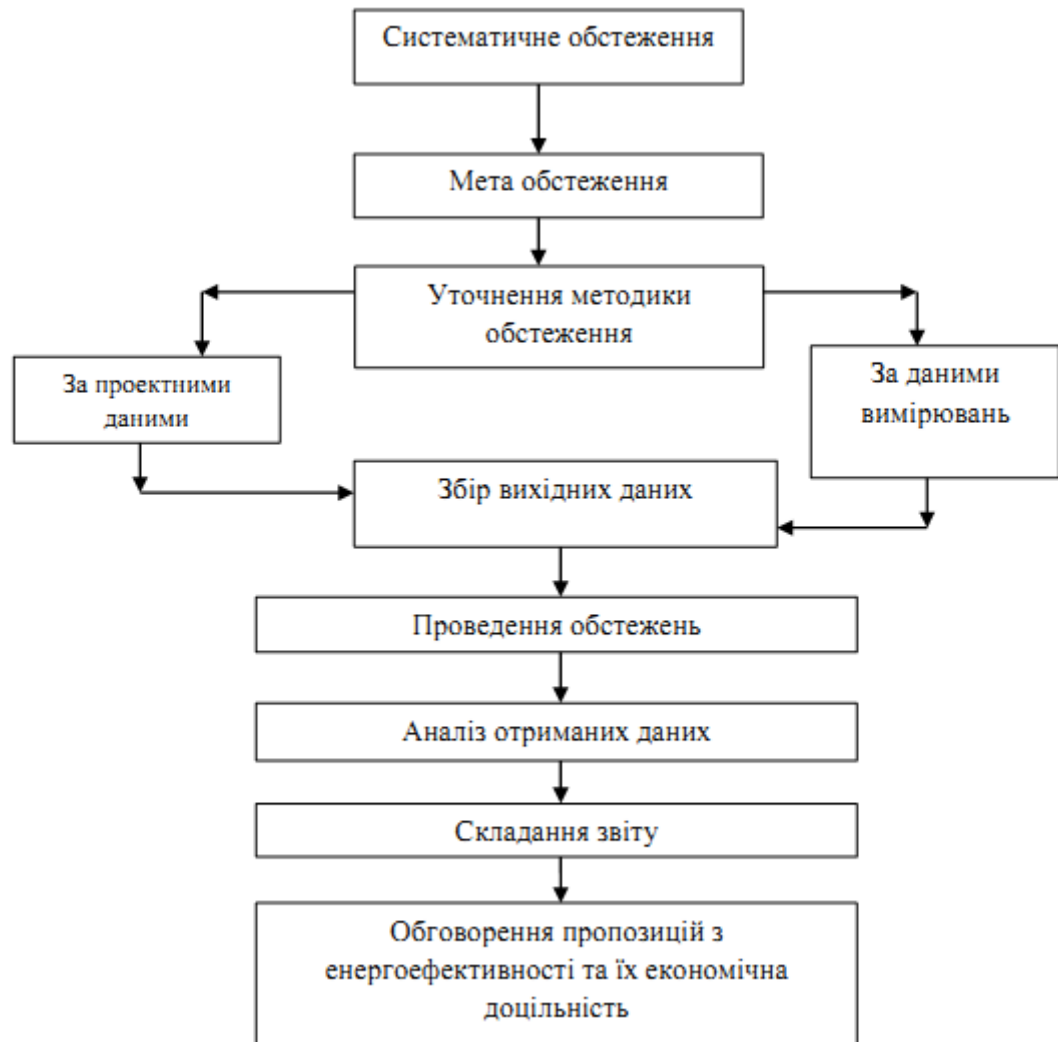 Систематичне обстеження
Мета обстеження
Уточнення методики
обстеження
За проектними
даними
За даними
вимірювань
Збір вихідних даних
Проведення обстежень
Аналіз отриманих даних
Складання звіту
Обговорення пропозицій з
енергоефективності та їх економічна
доцільність